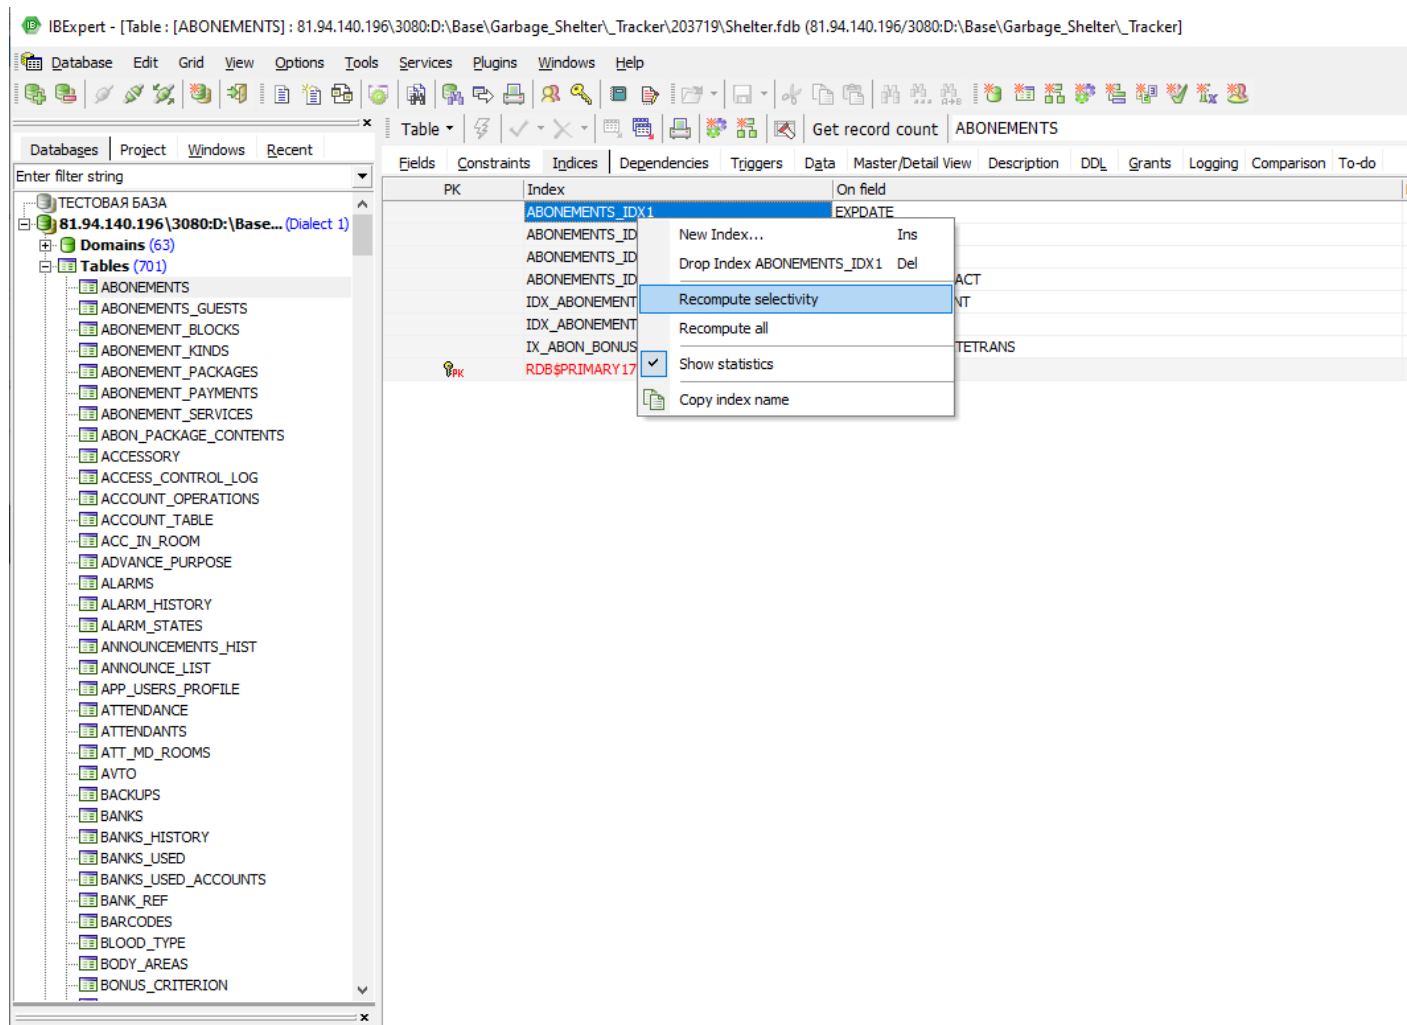 IBExpert - [Table : [ABONEMENTS] : 81.94.140.196\3080:D:\Base\Garbage_Shelter\_Tracker\203719\Shelter.fdb (81.94.140.196/3080:D:\Base\Garbage_Shelter\_Tracker]
Database Edit Grid View Options Tools Services Plugins Windows Help
Table Get record count ABONEMENTS
Databases Project Windows Recent
Fields Constraints Indices Dependencies Triggers Data Master/Detail View Description DDL Grants Logging Comparison To-do
Enter filter string
PK Index On field
ТЕСТОВАЯ БАЗА
81.94.140.196\3080:D:\Base... (Dialect 1)
Domains (63)
Tables (701)
ABONEMENTS
ABONEMENTS_GUESTS
ABONEMENT_BLOCKS
ABONEMENT_KINDS
ABONEMENT_PACKAGES
ABONEMENT_PAYMENTS
ABONEMENT_SERVICES
ABON_PACKAGE_CONTENTS
ACCESSORY
ACCESS_CONTROL_LOG
ACCOUNT_OPERATIONS
ACCOUNT_TABLE
ACC_IN_ROOM
ADVANCE_PURPOSE
ALARMS
ALARM_HISTORY
ALARM_STATES
ANNOUNCEMENTS_HIST
ANNOUNCE_LIST
APP_USERS_PROFILE
ATTENDANCE
ATTENDANTS
ATT_MD_ROOMS
AVTO
BACKUPS
BANKS
BANKS_HISTORY
BANKS_USED
BANKS_USED_ACCOUNTS
BANK_REF
BARCODES
BLOOD_TYPE
BODY_AREAS
BONUS_CRITERION
ABONEMENTS_IDX1 EXPDATE
ABONEMENTS_ID
ABONEMENTS_ID
ABONEMENTS_ID ACT
IDX_ABONEMENT NT
IDX_ABONEMENT
IX_ABON_BONUS TETRANS
PK RDB$PRIMARY17
New Index... Ins
Drop Index ABONEMENTS_IDX1 Del
Recompute selectivity
Recompute all
Show statistics
Copy index name